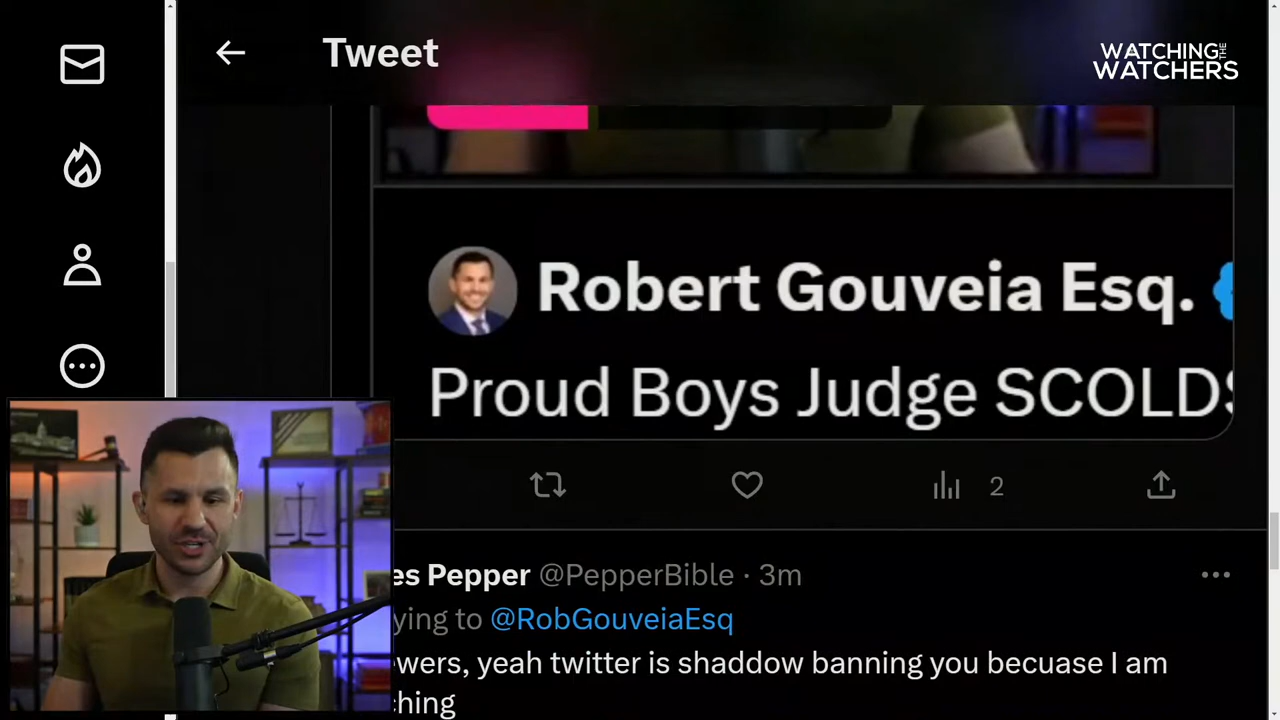 Tweet
WATCHING THE
WATCHERS
Robert Gouveia Esq.
Proud Boys Judge SCOLDS
2
es Pepper @PepperBible · 3m
ying to @RobGouveiaEsq
ewers, yeah twitter is shaddow banning you becuase I am
ching